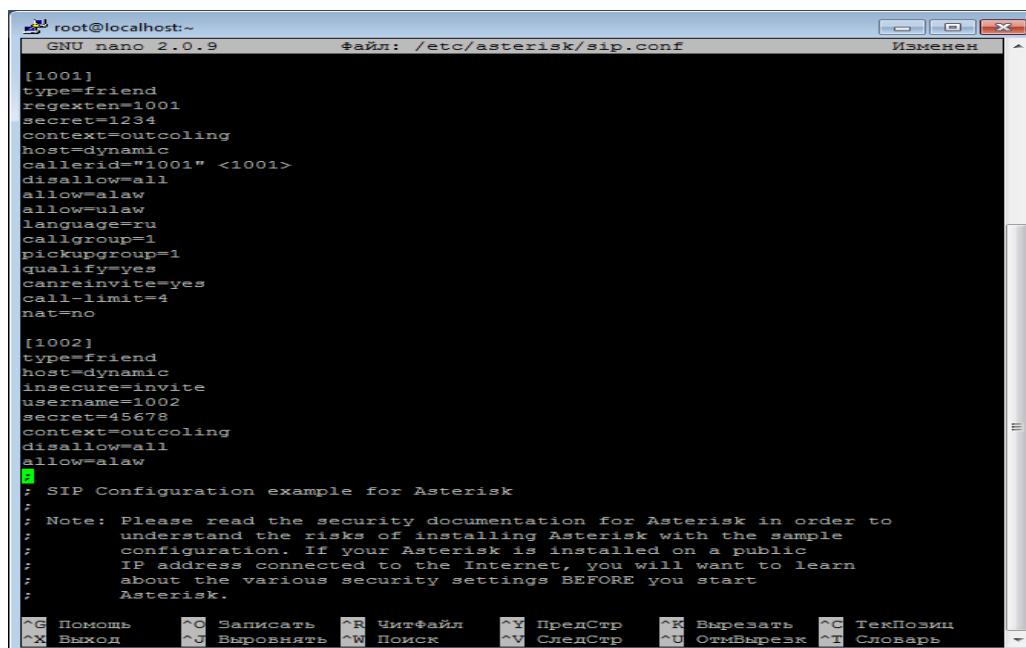 root@localhost:~
GNU nano 2.0.9 Файл: /etc/asterisk/sip.conf Изменен
[1001]
type=friend
regexten=1001
secret=1234
context=outcoling
host=dynamic
callerid="1001" <1001>
disallow=all
allow=alaw
allow=ulaw
language=ru
callgroup=1
pickupgroup=1
qualify=yes
canreinvite=yes
call-limit=4
nat=no
[1002]
type=friend
host=dynamic
insecure=invite
username=1002
secret=45678
context=outcoling
disallow=all
allow=alaw
;
; SIP Configuration example for Asterisk
;
; Note: Please read the security documentation for Asterisk in order to
; understand the risks of installing Asterisk with the sample
; configuration. If your Asterisk is installed on a public
; IP address connected to the Internet, you will want to learn
; about the various security settings BEFORE you start
; Asterisk.
^G Помощь ^O Записать ^R ЧитФайл ^Y ПредСтр ^K Вырезать ^C ТекПозиц
^X Выход ^J Выровнять ^W Поиск ^V СледСтр ^U ОтмВырезк ^T Словарь